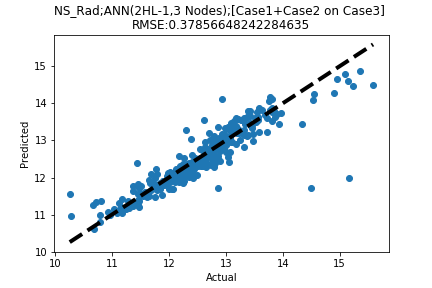 NS_Rad;ANN(2HL-1,3 Nodes);[Case1+Case2 on Case3]
RMSE:0.37856648242284635
15
14
13
12
11
10
Predicted
10 11 12 13 14 15
Actual